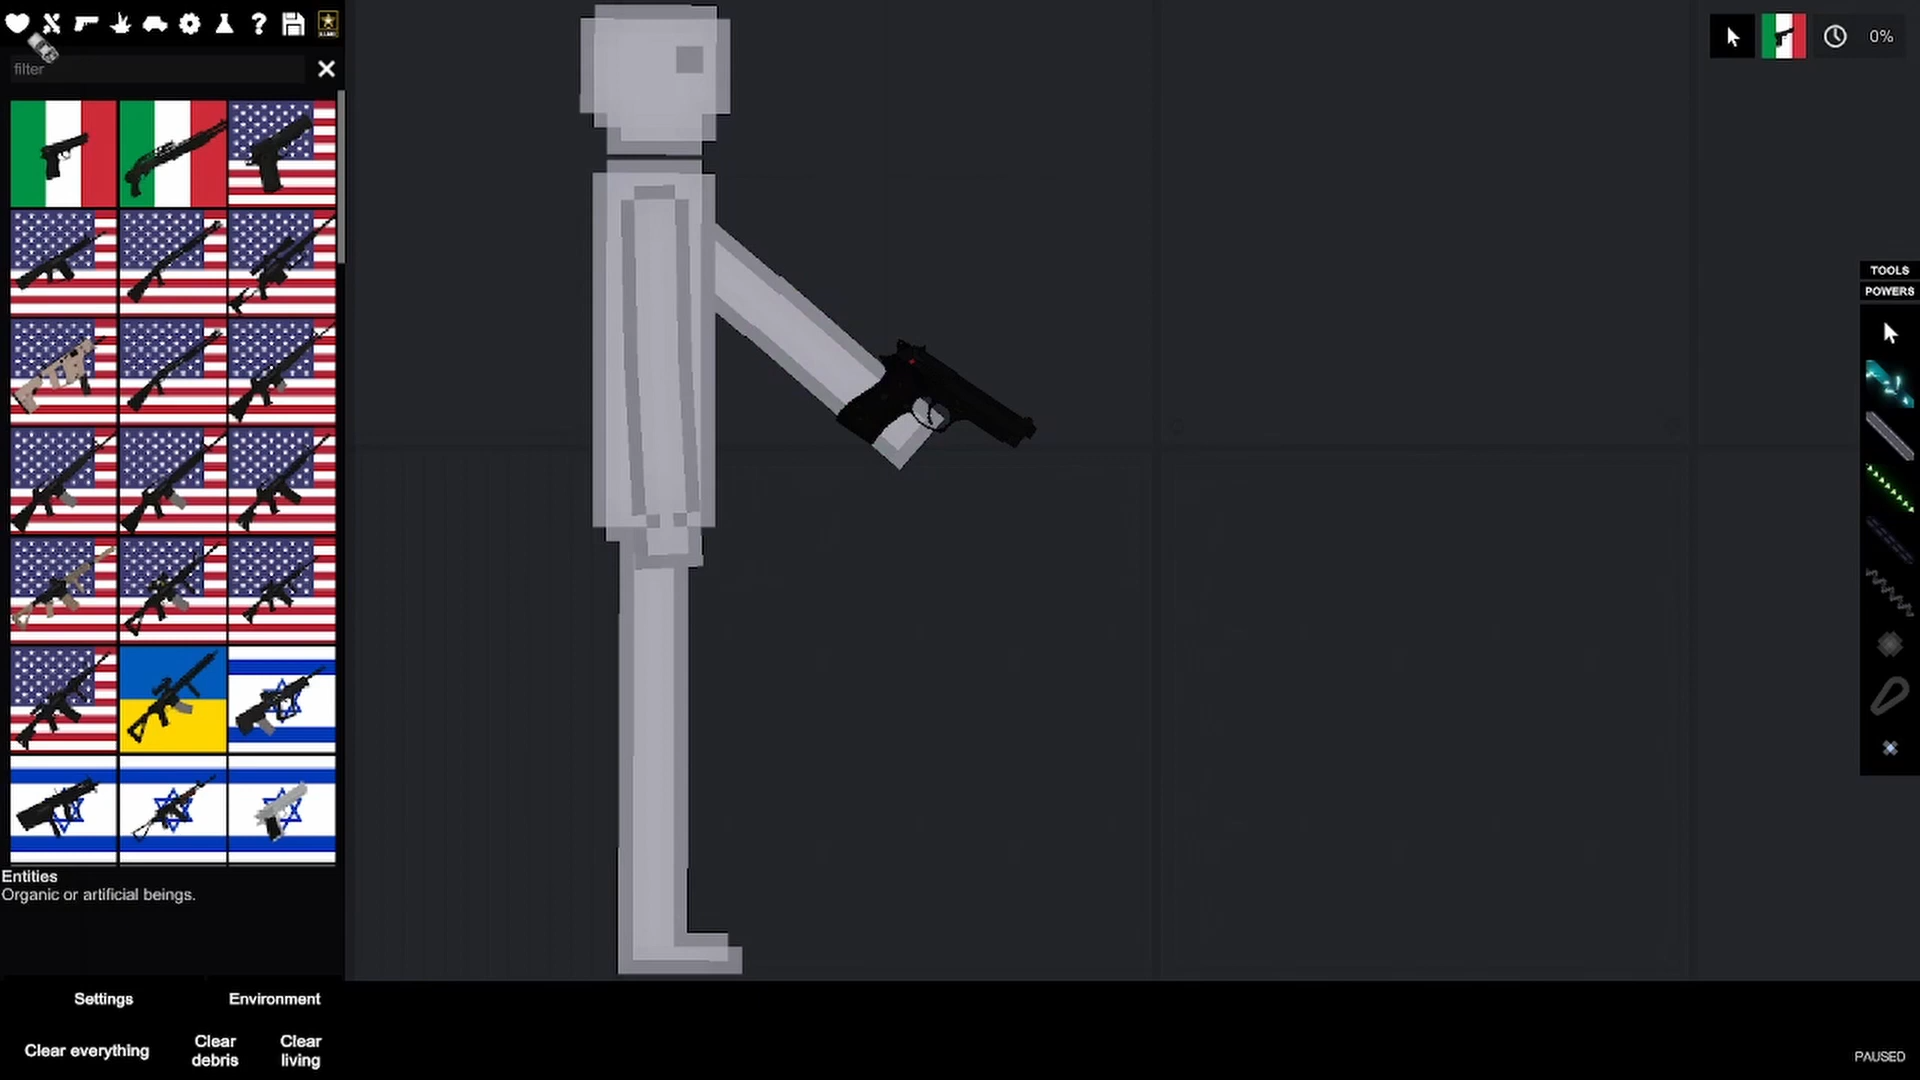 filter
0%
TOOLS
POWERS
Entities
Organic or artificial beings.
Settings
Environment
Clear everything
Clear debris
Clear living
PAUSED